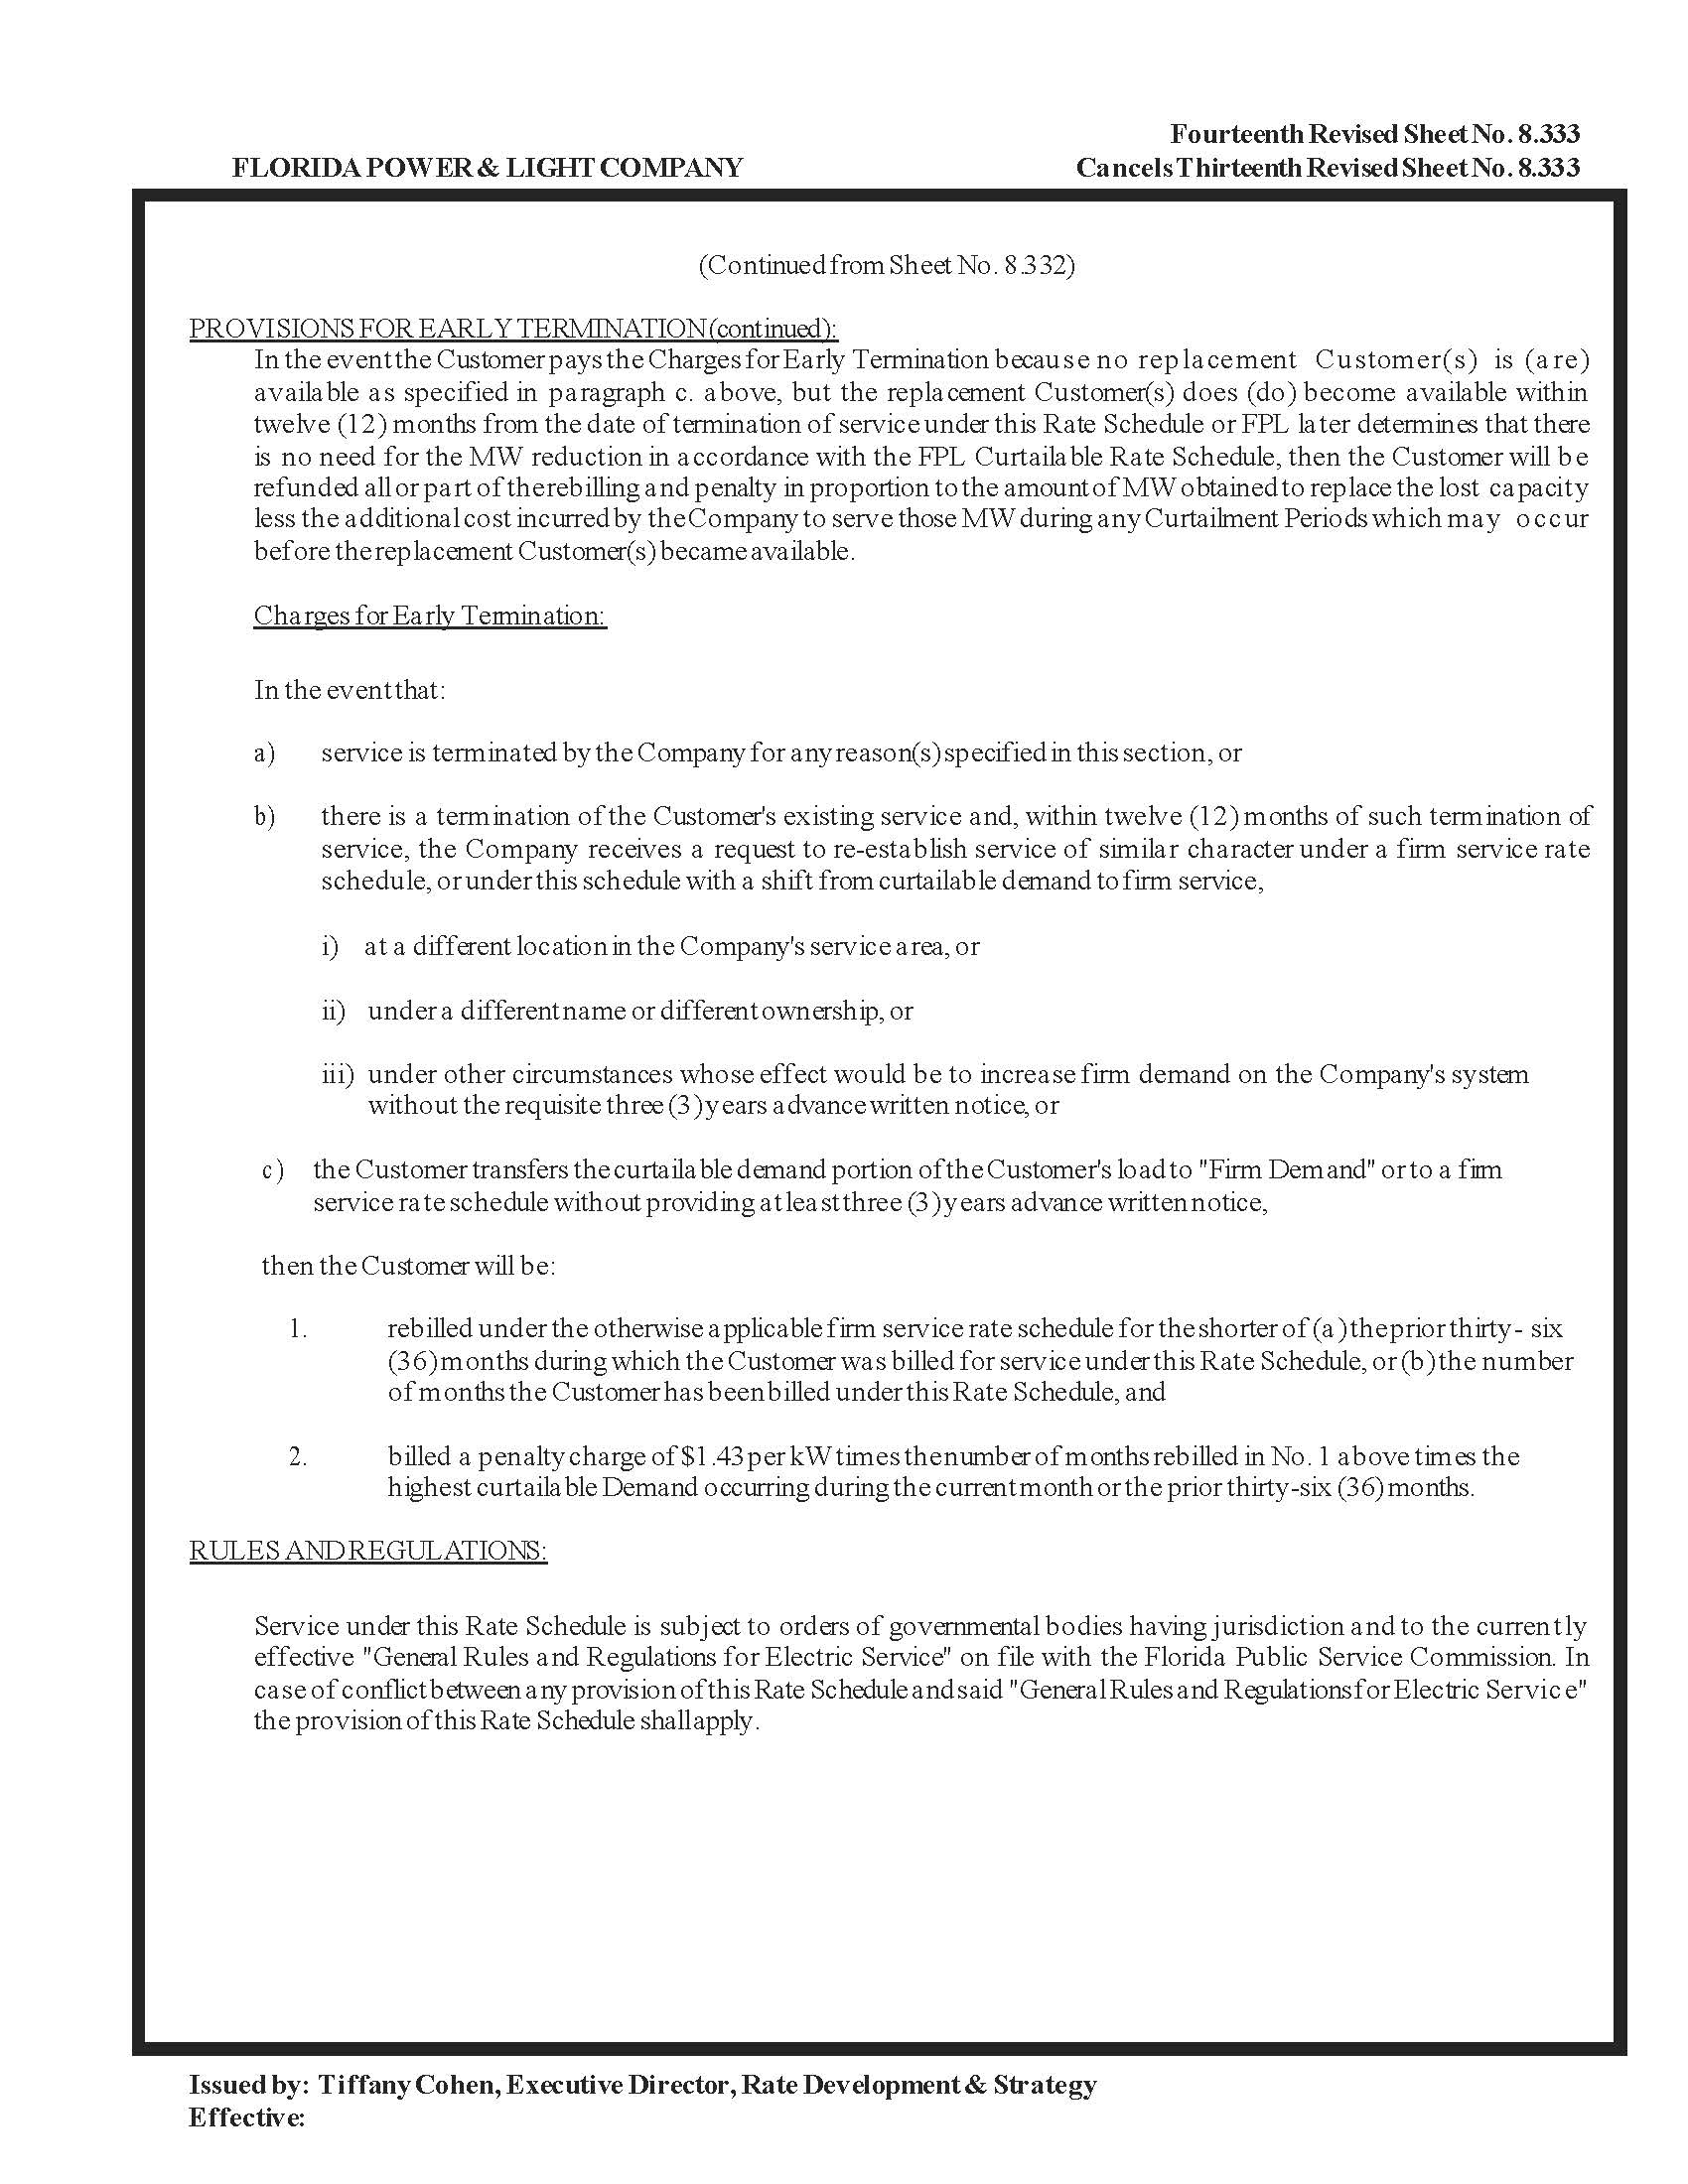 Fourteenth Revised Sheet No. 8.333
FLORIDA POWER & LIGHT COMPANY Cancels Thirteenth Revised Sheet No. 8.333
(Continued from Sheet No. 8.332)
PROVISIONS FOR EARLY TERMINATION (continued):
In the event the Customer pays the Charges for Early Termination because no replacement Customer(s) is (are)
available as specified in paragraph c. above, but the replacement Customer(s) does (do) become available within
twelve (12) months from the date of termination of service under this Rate Schedule or FPL later determines that there
is no need for the MW reduction in accordance with the FPL Curtailable Rate Schedule, then the Customer will be
refunded all or part of the rebilling and penalty in proportion to the amount of MW obtained to replace the lost capacity
less the additional cost incurred by the Company to serve those MW during any Curtailment Periods which may occur
before the replacement Customer(s) became available.
Charges for Early Termination:
In the event that:
a) service is terminated by the Company for any reason(s) specified in this section, or
b) there is a termination of the Customer's existing service and, within twelve (12) months of such termination of
service, the Company receives a request to re-establish service of similar character under a firm service rate
schedule, or under this schedule with a shift from curtailable demand to firm service,
i) at a different location in the Company's service area, or
ii) under a different name or different ownership, or
iii) under other circumstances whose effect would be to increase firm demand on the Company's system
without the requisite three (3) years advance written notice, or
c) the Customer transfers the curtailable demand portion of the Customer's load to "Firm Demand" or to a firm
service rate schedule without providing at least three (3) years advance written notice,
then the Customer will be:
1. rebilled under the otherwise applicable firm service rate schedule for the shorter of (a) the prior thirty- six
(36) months during which the Customer was billed for service under this Rate Schedule, or (b) the number
of months the Customer has been billed under this Rate Schedule, and
2. billed a penalty charge of $1.43 per kW times the number of months rebilled in No. 1 above times the
highest curtailable Demand occurring during the current month or the prior thirty-six (36) months.
RULES AND REGULATIONS:
Service under this Rate Schedule is subject to orders of governmental bodies having jurisdiction and to the currently
effective "General Rules and Regulations for Electric Service" on file with the Florida Public Service Commission. In
case of conflict between any provision of this Rate Schedule and said "General Rules and Regulations for Electric Service"
the provision of this Rate Schedule shall apply.
Issued by: Tiffany Cohen, Executive Director, Rate Development & Strategy
Effective: